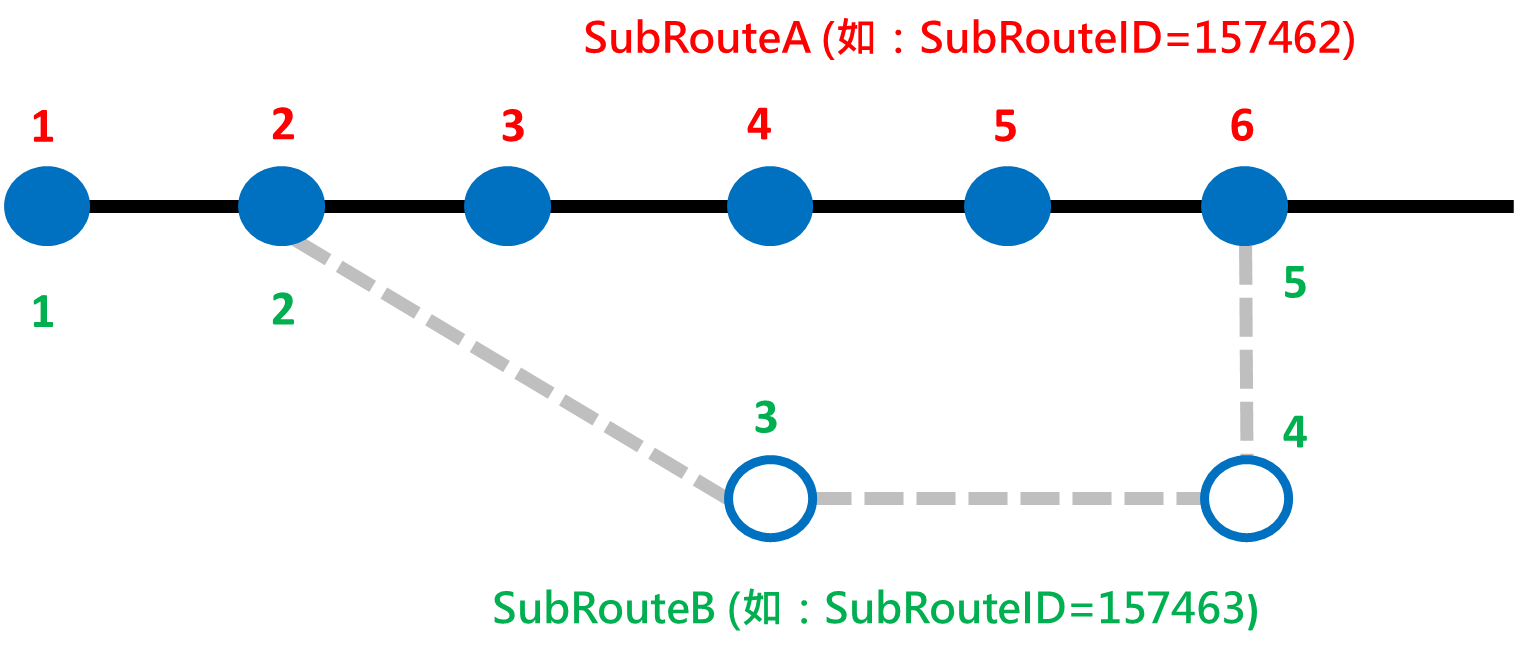 SubRouteA (如：SubRouteID=157462)
1 2 3 4 5 6
1 2 5
3 4
SubRouteB (如：SubRouteID=157463)